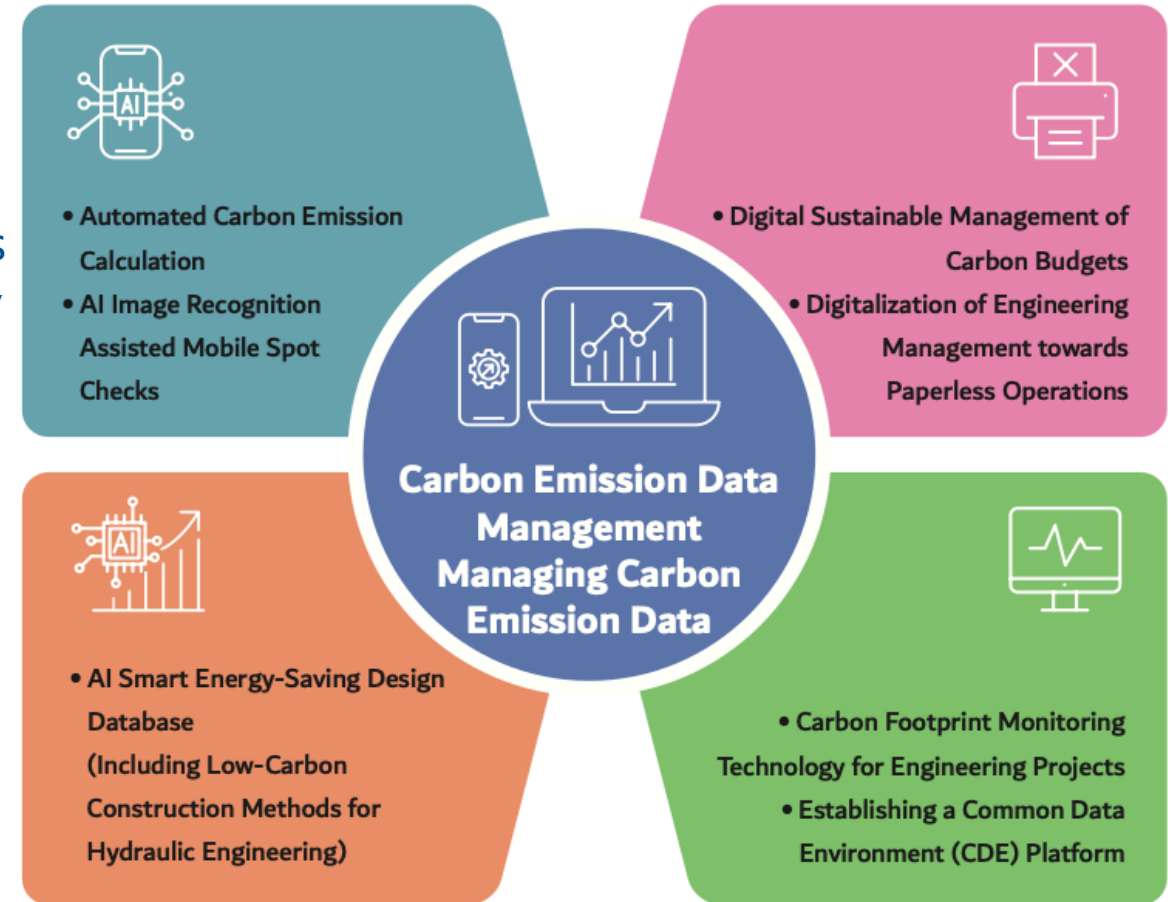 AI
• Automated Carbon Emission
Calculation
• AI Image Recognition
Assisted Mobile Spot
Checks
• Digital Sustainable Management of
Carbon Budgets
• Digitalization of Engineering
Management towards
Paperless Operations
Carbon Emission Data
Management
Managing Carbon
Emission Data
AI
• AI Smart Energy-Saving Design
Database
(Including Low-Carbon
Construction Methods for
Hydraulic Engineering)
• Carbon Footprint Monitoring
Technology for Engineering Projects
• Establishing a Common Data
Environment (CDE) Platform